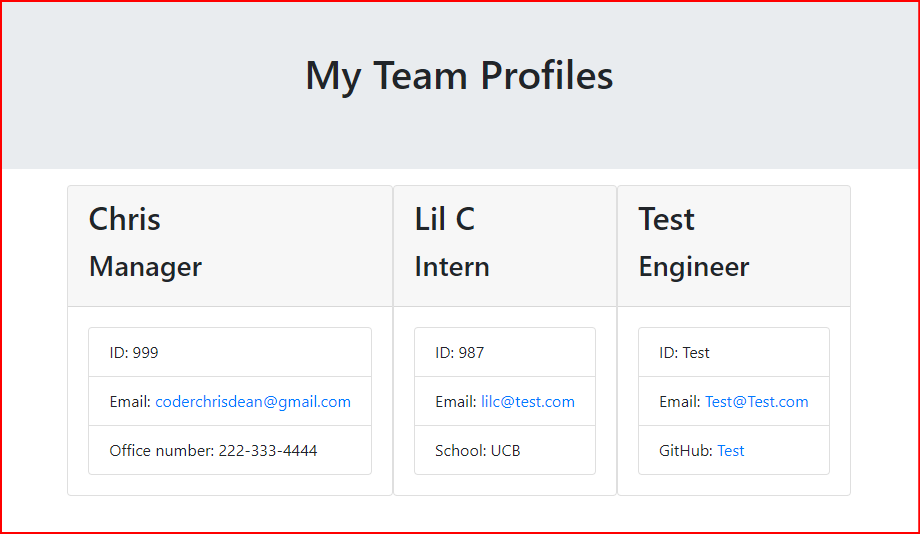 My Team Profiles
Chris
Manager
ID: 999
Email: coderchrisdean@gmail.com
Office number: 222-333-4444
Lil C
Intern
ID: 987
Email: lilc@test.com
School: UCB
Test
Engineer
ID: Test
Email: Test@Test.com
GitHub: Test